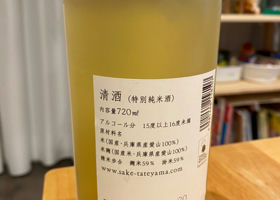 清酒（特別純米酒）
内容量720ml
アルコール分　15度以上16度未満
原材料名
米（国産・兵庫県産愛山100%）
米麹（国産米・兵庫県産愛山100%）
精米歩合　麹米59%　掛米59%
www.sake-tateyama.com